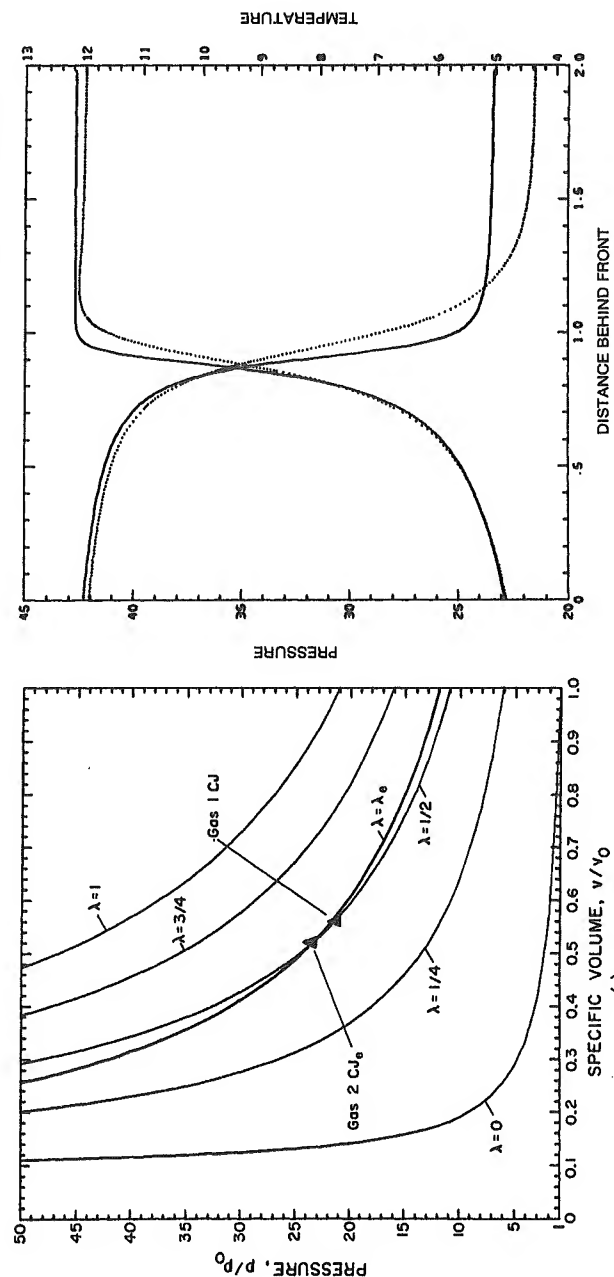 50
45
40
35
30
25
20
15
10
5
1
PRESSURE, p/p₀
λ=1
λ=3/4
Gas 1 CJ
λ=λₑ
λ=1/2
λ=1/4
Gas 2 CJₑ
λ=0
0.1 0.2 0.3 0.4 0.5 0.6 0.7 0.8 0.9 1.0
SPECIFIC VOLUME, v/v₀
45
40
35
30
25
20
PRESSURE
0 .5 1.0 1.5 2.0
DISTANCE BEHIND FRONT
13
12
11
10
9
8
7
6
5
4
TEMPERATURE